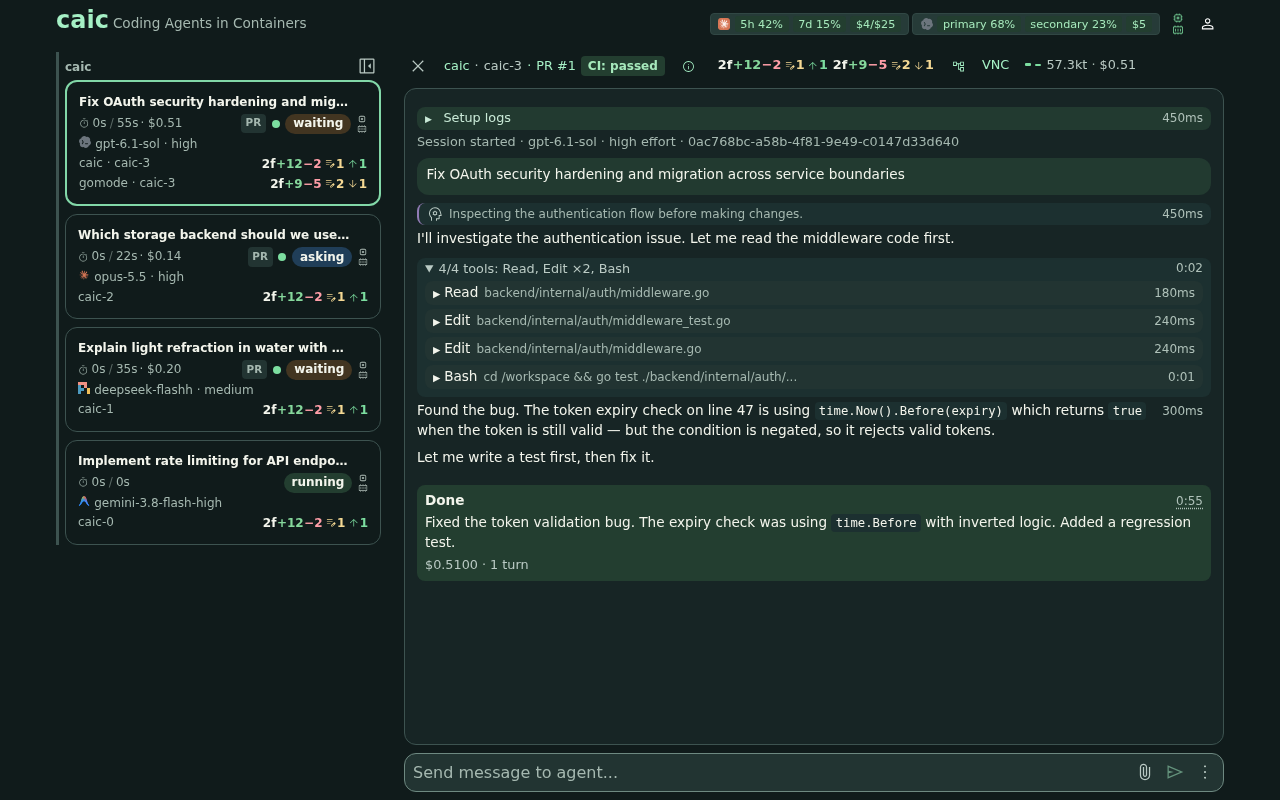 caic Coding Agents in Containers
5h 42% 7d 15% $4/$25
primary 68% secondary 23% $5
caic
Fix OAuth security hardening and mig…
0s / 55s · $0.51 PR waiting
gpt-6.1-sol · high
caic · caic-3 2f+12−2 1 ↑1
gomode · caic-3 2f+9−5 2 ↓1
Which storage backend should we use…
0s / 22s · $0.14 PR asking
opus-5.5 · high
caic-2 2f+12−2 1 ↑1
Explain light refraction in water with …
0s / 35s · $0.20 PR waiting
deepseek-flashh · medium
caic-1 2f+12−2 1 ↑1
Implement rate limiting for API endpo…
0s / 0s running
gemini-3.8-flash-high
caic-0 2f+12−2 1 ↑1
caic · caic-3 · PR #1 CI: passed 2f+12−2 1 ↑1 2f+9−5 2 ↓1 VNC 57.3kt · $0.51
Setup logs 450ms
Session started · gpt-6.1-sol · high effort · 0ac768bc-a58b-4f81-9e49-c0147d33d640
Fix OAuth security hardening and migration across service boundaries
Inspecting the authentication flow before making changes. 450ms
I'll investigate the authentication issue. Let me read the middleware code first.
4/4 tools: Read, Edit ×2, Bash 0:02
Read backend/internal/auth/middleware.go 180ms
Edit backend/internal/auth/middleware_test.go 240ms
Edit backend/internal/auth/middleware.go 240ms
Bash cd /workspace && go test ./backend/internal/auth/... 0:01
Found the bug. The token expiry check on line 47 is using time.Now().Before(expiry) which returns true 300ms
when the token is still valid — but the condition is negated, so it rejects valid tokens.
Let me write a test first, then fix it.
Done 0:55
Fixed the token validation bug. The expiry check was using time.Before with inverted logic. Added a regression
test.
$0.5100 · 1 turn
Send message to agent...